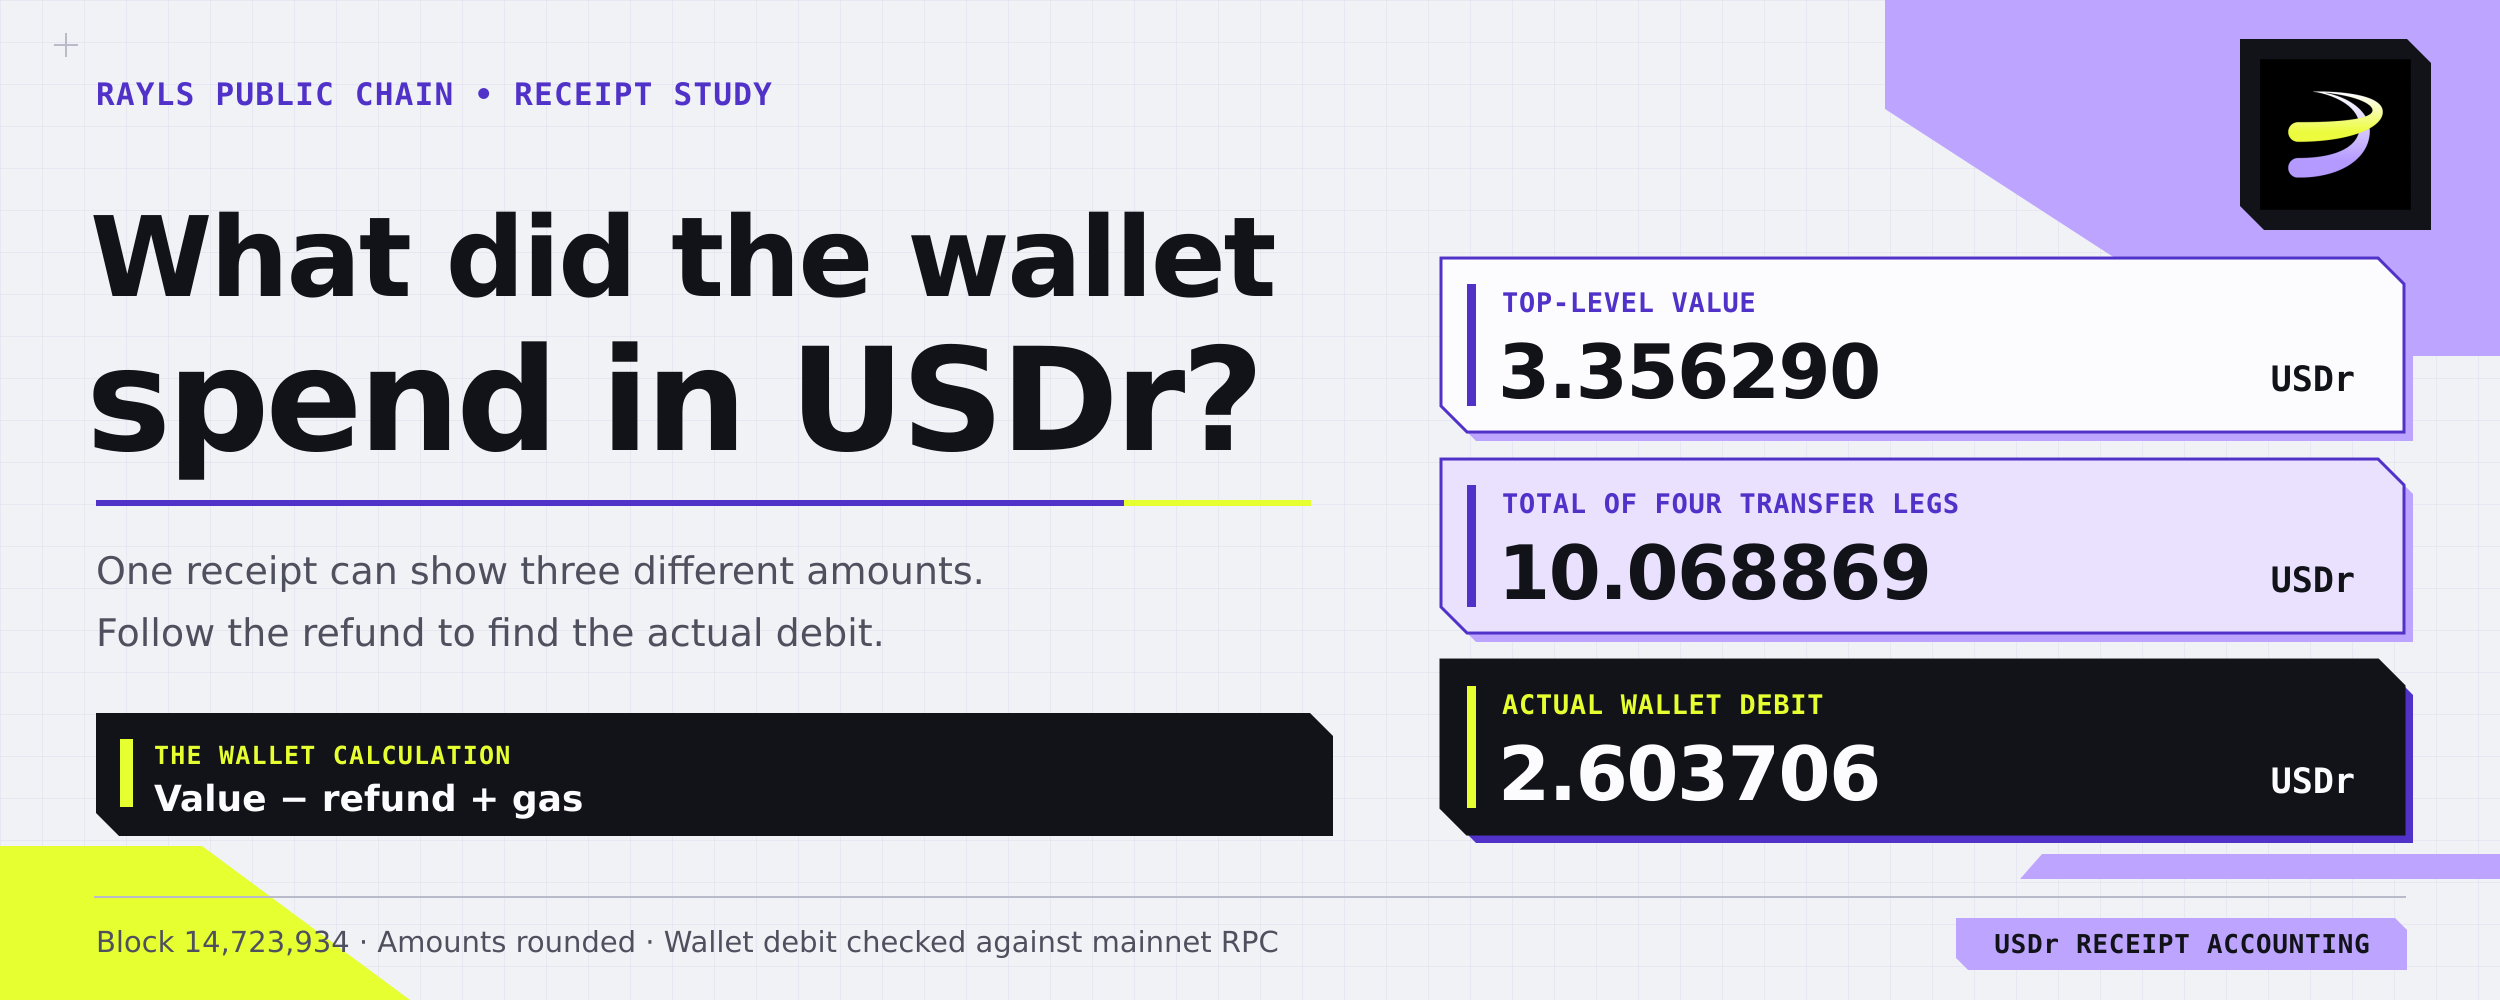 RAYLS PUBLIC CHAIN • RECEIPT STUDY
What did the wallet
spend in USDr?
One receipt can show three different amounts.
Follow the refund to find the actual debit.
THE WALLET CALCULATION
Value − refund + gas
TOP-LEVEL VALUE
3.356290 USDr
TOTAL OF FOUR TRANSFER LEGS
10.068869 USDr
ACTUAL WALLET DEBIT
2.603706 USDr
Block 14,723,934 · Amounts rounded · Wallet debit checked against mainnet RPC
USDr RECEIPT ACCOUNTING